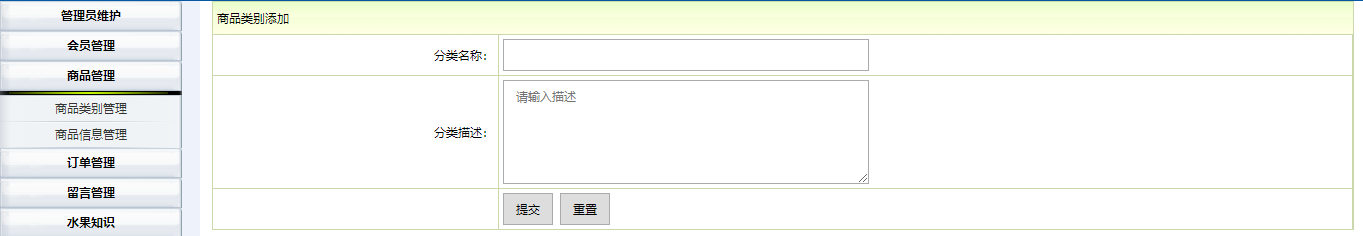 管理员维护
会员管理
商品管理
商品类别管理
商品信息管理
订单管理
留言管理
水果知识
商品类别添加
分类名称：
分类描述：
请输入描述
提交
重置